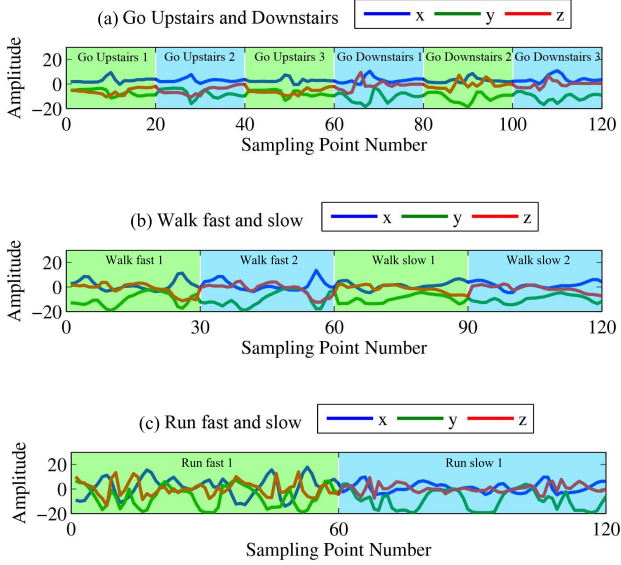 (a) Go Upstairs and Downstairs x y z
Amplitude
20
0
−20
Go Upstairs 1 Go Upstairs 2 Go Upstairs 3 Go Downstairs 1 Go Downstairs 2 Go Downstairs 3
0 20 40 60 80 100 120
Sampling Point Number
(b) Walk fast and slow x y z
Amplitude
20
0
−20
Walk fast 1 Walk fast 2 Walk slow 1 Walk slow 2
0 30 60 90 120
Sampling Point Number
(c) Run fast and slow x y z
Amplitude
20
0
−20
Run fast 1 Run slow 1
0 60 120
Sampling Point Number